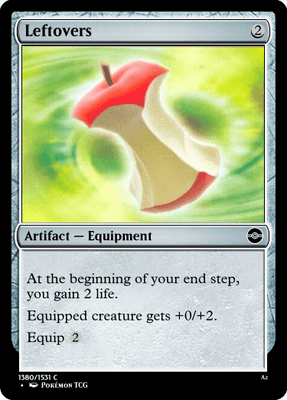 Leftovers 2
Artifact — Equipment
At the beginning of your end step,
you gain 2 life.
Equipped creature gets +0/+2.
Equip 2
1380/1531 C
• Pokémon TCG
Az